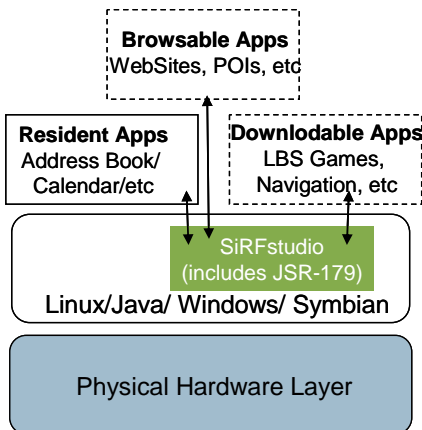 Browsable Apps
WebSites, POIs, etc
Resident Apps
Address Book/
Calendar/etc
Downlodable Apps
LBS Games,
Navigation, etc
SiRFstudio
(includes JSR-179)
Linux/Java/ Windows/ Symbian
Physical Hardware Layer